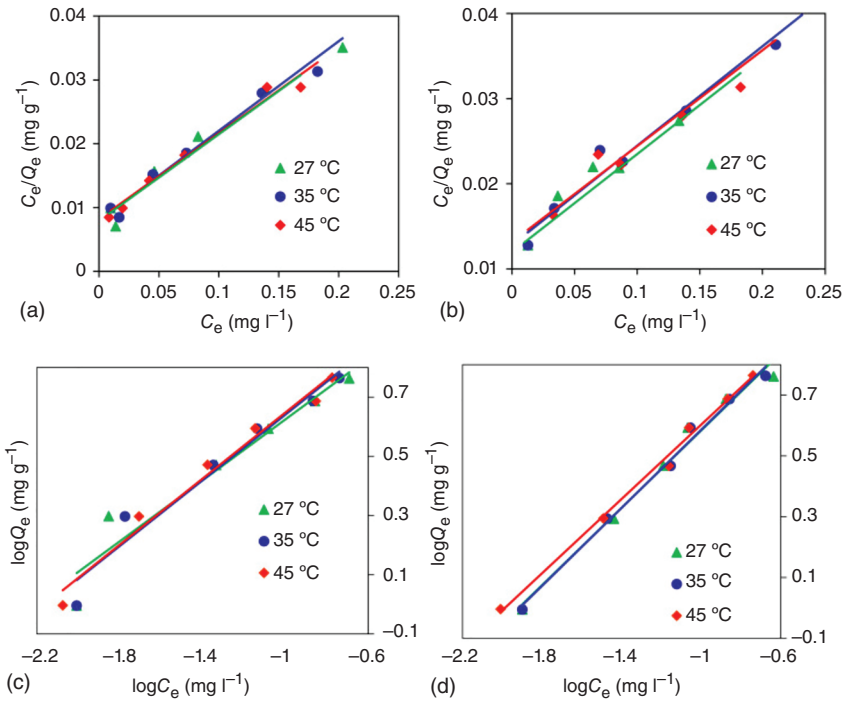 0.04
0.03
0.02
0.01
0
C_e/Q_e (mg g⁻¹)
27 ºC
35 ºC
45 ºC
0 0.05 0.1 0.15 0.2 0.25
(a)
C_e (mg l⁻¹)
0.04
0.03
0.02
0.01
C_e/Q_e (mg g⁻¹)
27 ºC
35 ºC
45 ºC
0 0.05 0.1 0.15 0.2 0.25
(b)
C_e (mg l⁻¹)
0.7
0.5
0.3
0.1
–0.1
logQ_e (mg g⁻¹)
27 ºC
35 ºC
45 ºC
–2.2 –1.8 –1.4 –1 –0.6
(c)
logC_e (mg l⁻¹)
0.7
0.5
0.3
0.1
–0.1
logQ_e (mg g⁻¹)
27 ºC
35 ºC
45 ºC
–2.2 –1.8 –1.4 –1 –0.6
(d)
logC_e (mg l⁻¹)